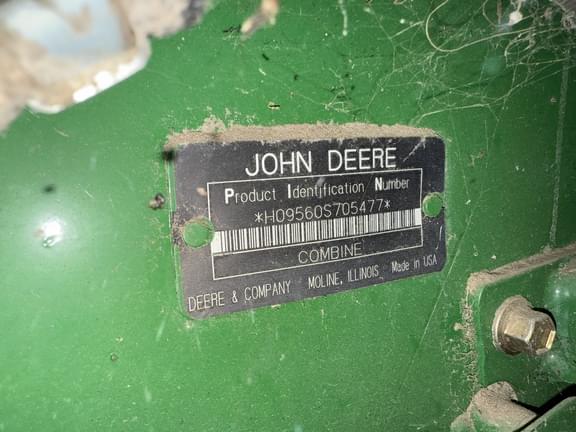 JOHN DEERE
Product Identification Number
*H09560S705477*
COMBINE
DEERE & COMPANY MOLINE, ILLINOIS Made in USA